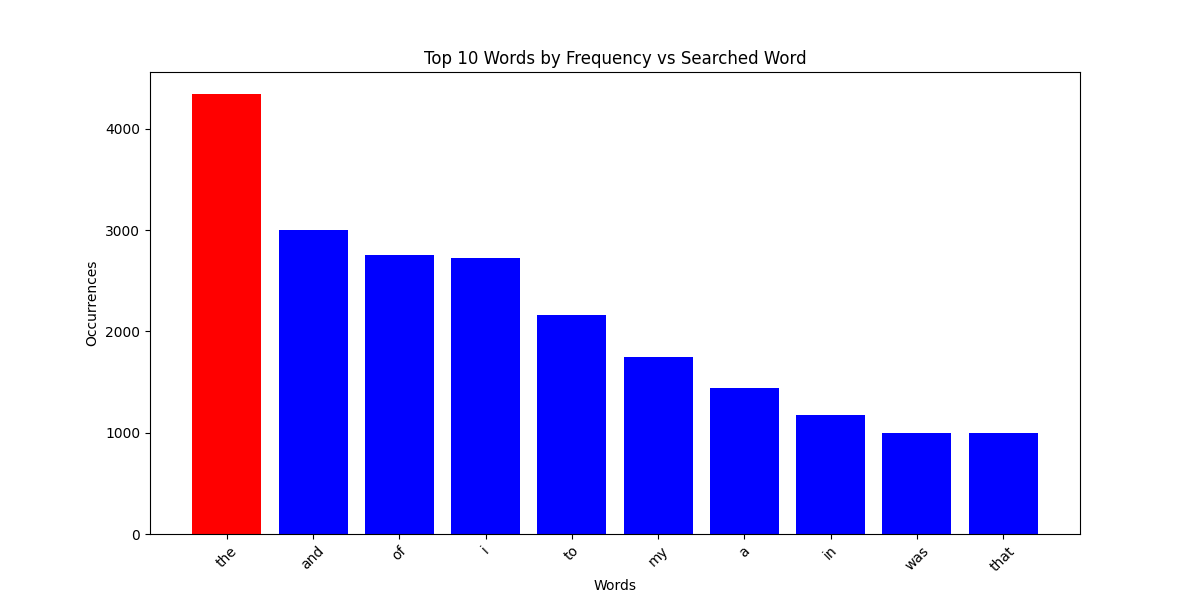 Top 10 Words by Frequency vs Searched Word
4000
3000
2000
1000
0
Occurrences
the and of i to my a in was that
Words